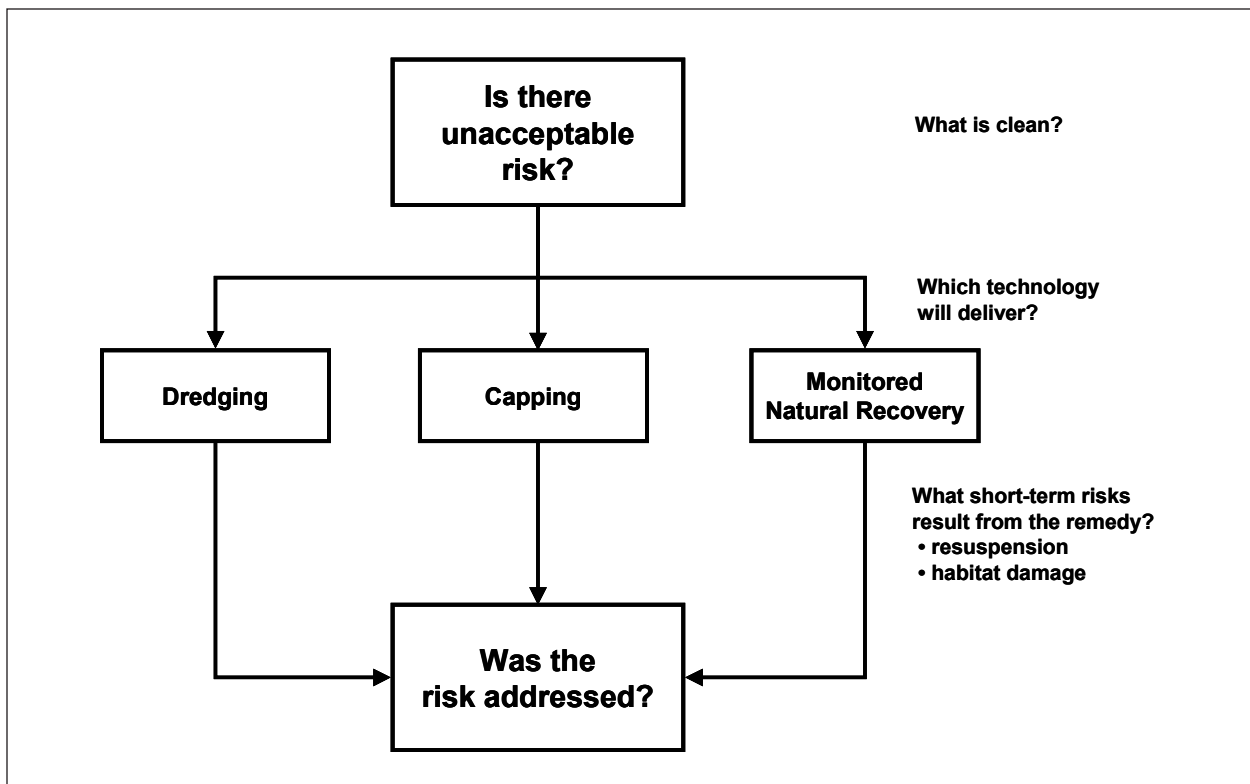 Is there
unacceptable
risk?
What is clean?
Which technology
will deliver?
Dredging
Capping
Monitored
Natural Recovery
What short-term risks
result from the remedy?
• resuspension
• habitat damage
Was the
risk addressed?